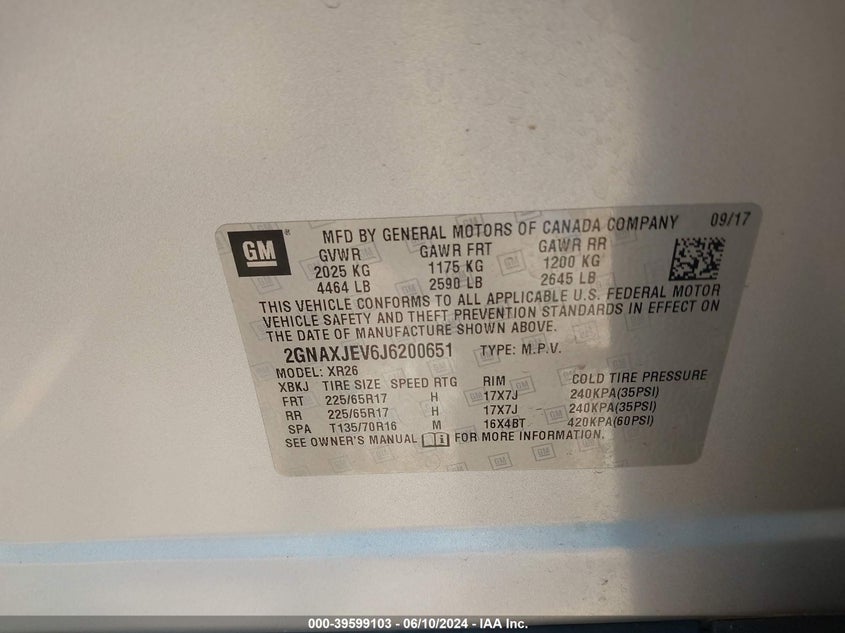 GM ® MFD BY GENERAL MOTORS OF CANADA COMPANY 09/17
GVWR GAWR FRT GAWR RR
2025 KG 1175 KG 1200 KG
4464 LB 2590 LB 2645 LB
THIS VEHICLE CONFORMS TO ALL APPLICABLE U.S. FEDERAL MOTOR
VEHICLE SAFETY AND THEFT PREVENTION STANDARDS IN EFFECT ON
THE DATE OF MANUFACTURE SHOWN ABOVE.
2GNAXJEV6J6200651 TYPE: M.P.V.
MODEL: XR26
XBKJ TIRE SIZE SPEED RTG RIM COLD TIRE PRESSURE
FRT 225/65R17 H 17X7J 240KPA(35PSI)
RR 225/65R17 H 17X7J 240KPA(35PSI)
SPA T135/70R16 M 16X4BT 420KPA(60PSI)
SEE OWNER'S MANUAL FOR MORE INFORMATION.
000-39599103 - 06/10/2024 - IAA Inc.